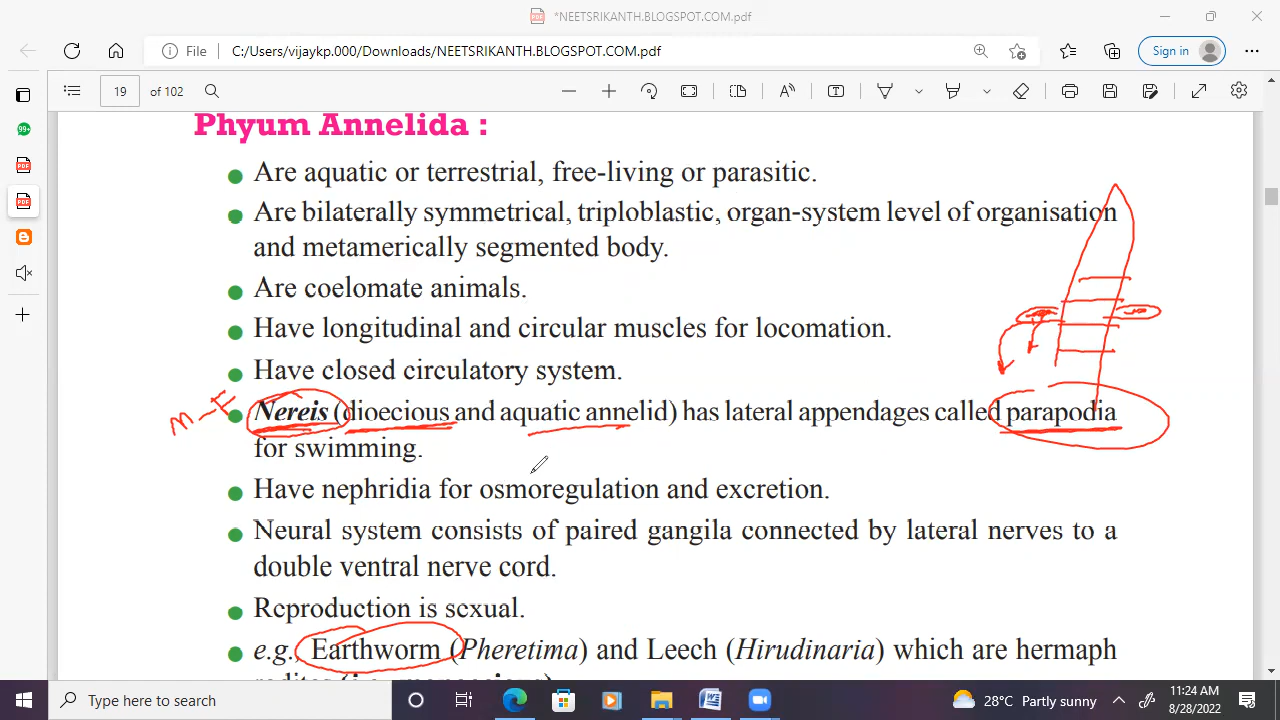 *NEETSRIKANTH.BLOGSPOT.COM.pdf
File C:/Users/vijaykp.000/Downloads/NEETSRIKANTH.BLOGSPOT.COM.pdf Sign in
19 of 102
Phyum Annelida :
Are aquatic or terrestrial, free-living or parasitic.
Are bilaterally symmetrical, triploblastic, organ-system level of organisation
and metamerically segmented body.
Are coelomate animals.
Have longitudinal and circular muscles for locomation.
Have closed circulatory system.
M-F
Nereis (dioecious and aquatic annelid) has lateral appendages called parapodia
for swimming.
Have nephridia for osmoregulation and excretion.
Neural system consists of paired gangila connected by lateral nerves to a
double ventral nerve cord.
Reproduction is sexual.
e.g., Earthworm (Pheretima) and Leech (Hirudinaria) which are hermaph
Type here to search
28°C Partly sunny
11:24 AM
8/28/2022